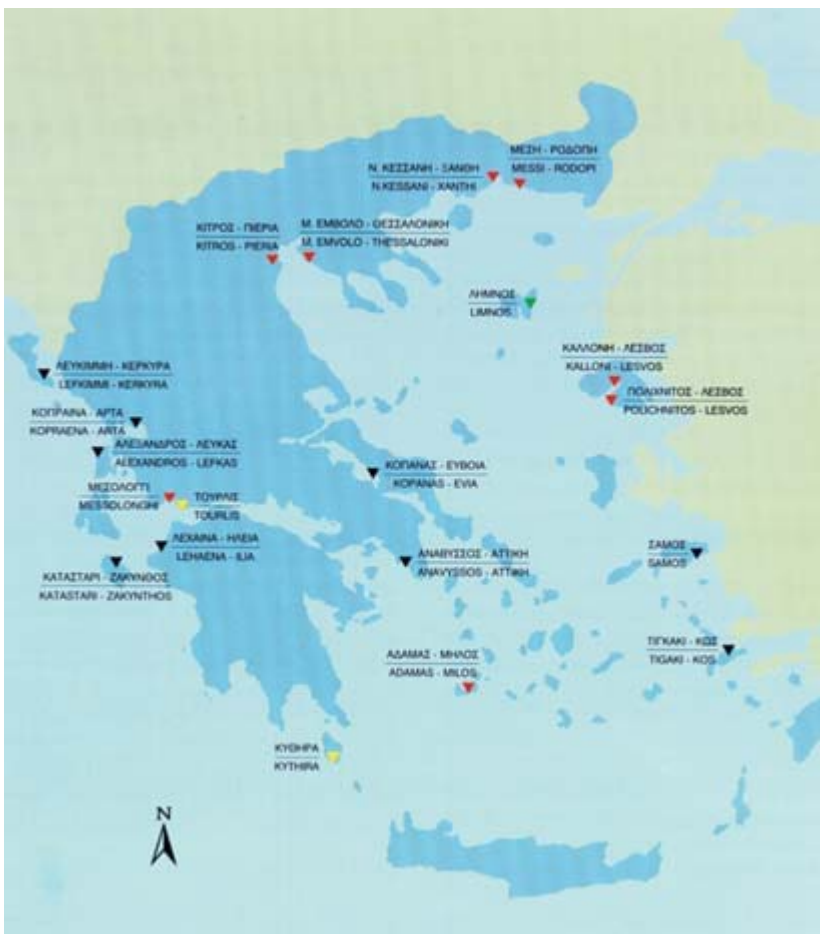 ΜΕΣΗ - ΡΟΔΟΠΗ
MESSI - RODOPI
Ν. ΚΕΣΣΑΝΗ - ΞΑΝΘΗ
N.KESSANI - XANTHI
ΚΙΤΡΟΣ - ΠΙΕΡΙΑ
KITROS - PIERIA
Μ. ΕΜΒΟΛΟ - ΘΕΣΣΑΛΟΝΙΚΗ
M. EMVOLO - THESSALONIKI
ΛΗΜΝΟΣ
LIMNOS
ΚΑΛΛΟΝΗ - ΛΕΣΒΟΣ
KALLONI - LESVOS
ΠΟΛΙΧΝΙΤΟΣ - ΛΕΣΒΟΣ
POLICHNITOS - LESVOS
ΛΕΥΚΙΜΜΗ - ΚΕΡΚΥΡΑ
LEFKIMMI - KERKYRA
ΚΟΠΡΑΙΝΑ - ΑΡΤΑ
KOPRAENA - ARTA
ΑΛΕΞΑΝΔΡΟΣ - ΛΕΥΚΑΣ
ALEXANDROS - LEFKAS
ΚΟΠΑΝΑΣ - ΕΥΒΟΙΑ
KOPANAS - EVIA
ΜΕΣΟΛΟΓΓΙ
MESSOLONGHI
ΤΟΥΡΛΙΣ
TOURLIS
ΛΕΧΑΙΝΑ - ΗΛΕΙΑ
LEHAENA - ILIA
ΑΝΑΒΥΣΣΟΣ - ΑΤΤΙΚΗ
ANAVYSSOS - ATTIKH
ΣΑΜΟΣ
SAMOS
ΚΑΤΑΣΤΑΡΙ - ΖΑΚΥΝΘΟΣ
KATASTARI - ZAKYNTHOS
ΤΙΓΚΑΚΙ - ΚΩΣ
TIGAKI - KOS
ΑΔΑΜΑΣ - ΜΗΛΟΣ
ADAMAS - MILOS
ΚΥΘΗΡΑ
KYTHIRA
N